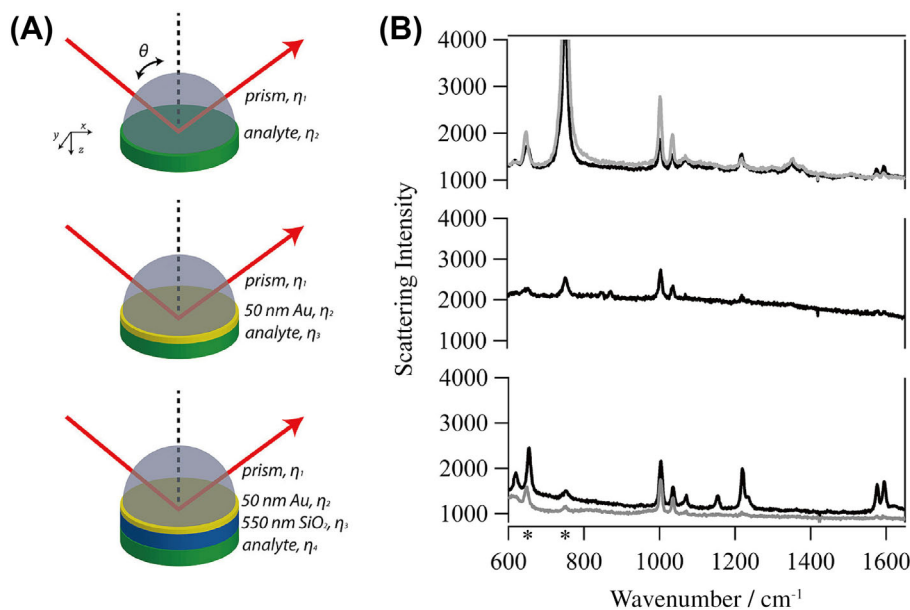 (A)
θ
prism, η₁
analyte, η₂
x
y
z
prism, η₁
50 nm Au, η₂
analyte, η₃
prism, η₁
50 nm Au, η₂
550 nm SiO₂, η₃
analyte, η₄
(B)
4000
3000
2000
1000
4000
3000
2000
1000
4000
3000
2000
1000
Scattering Intensity
600 800 1000 1200 1400 1600
* *
Wavenumber / cm⁻¹